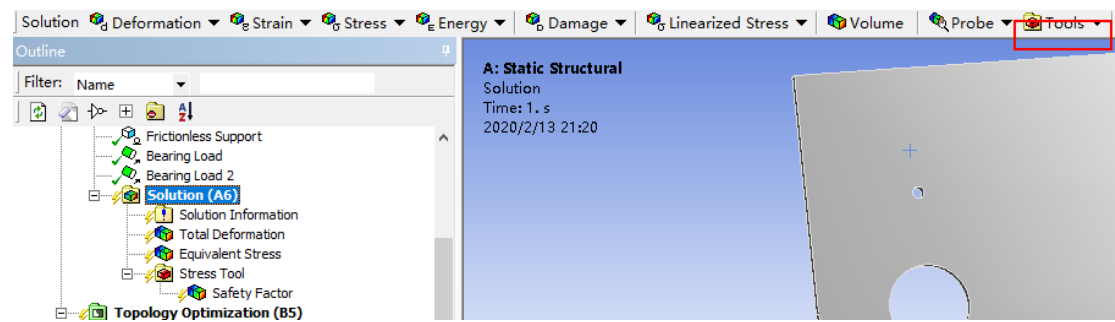 Solution Deformation Strain Stress Energy Damage Linearized Stress Volume Probe Tools
Outline
Filter: Name
Frictionless Support
Bearing Load
Bearing Load 2
Solution (A6)
Solution Information
Total Deformation
Equivalent Stress
Stress Tool
Safety Factor
Topology Optimization (B5)
A: Static Structural
Solution
Time: 1. s
2020/2/13 21:20